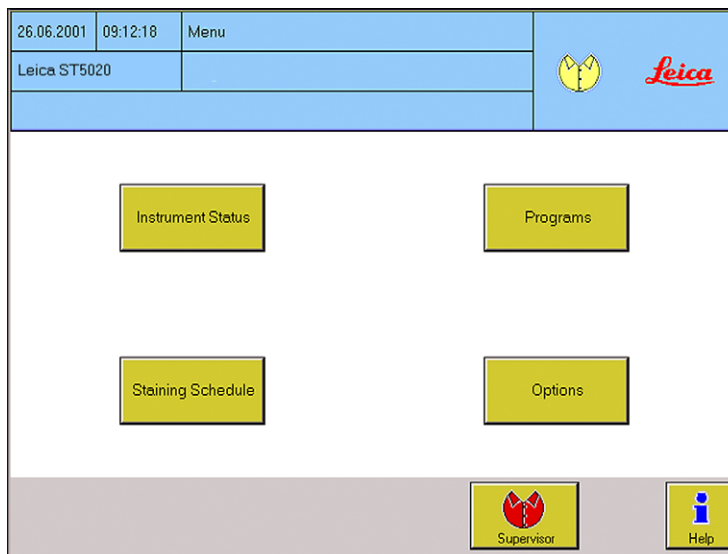 26.06.2001 09:12:18 Menu
Leica ST5020
Leica
Instrument Status Programs
Staining Schedule Options
Supervisor Help